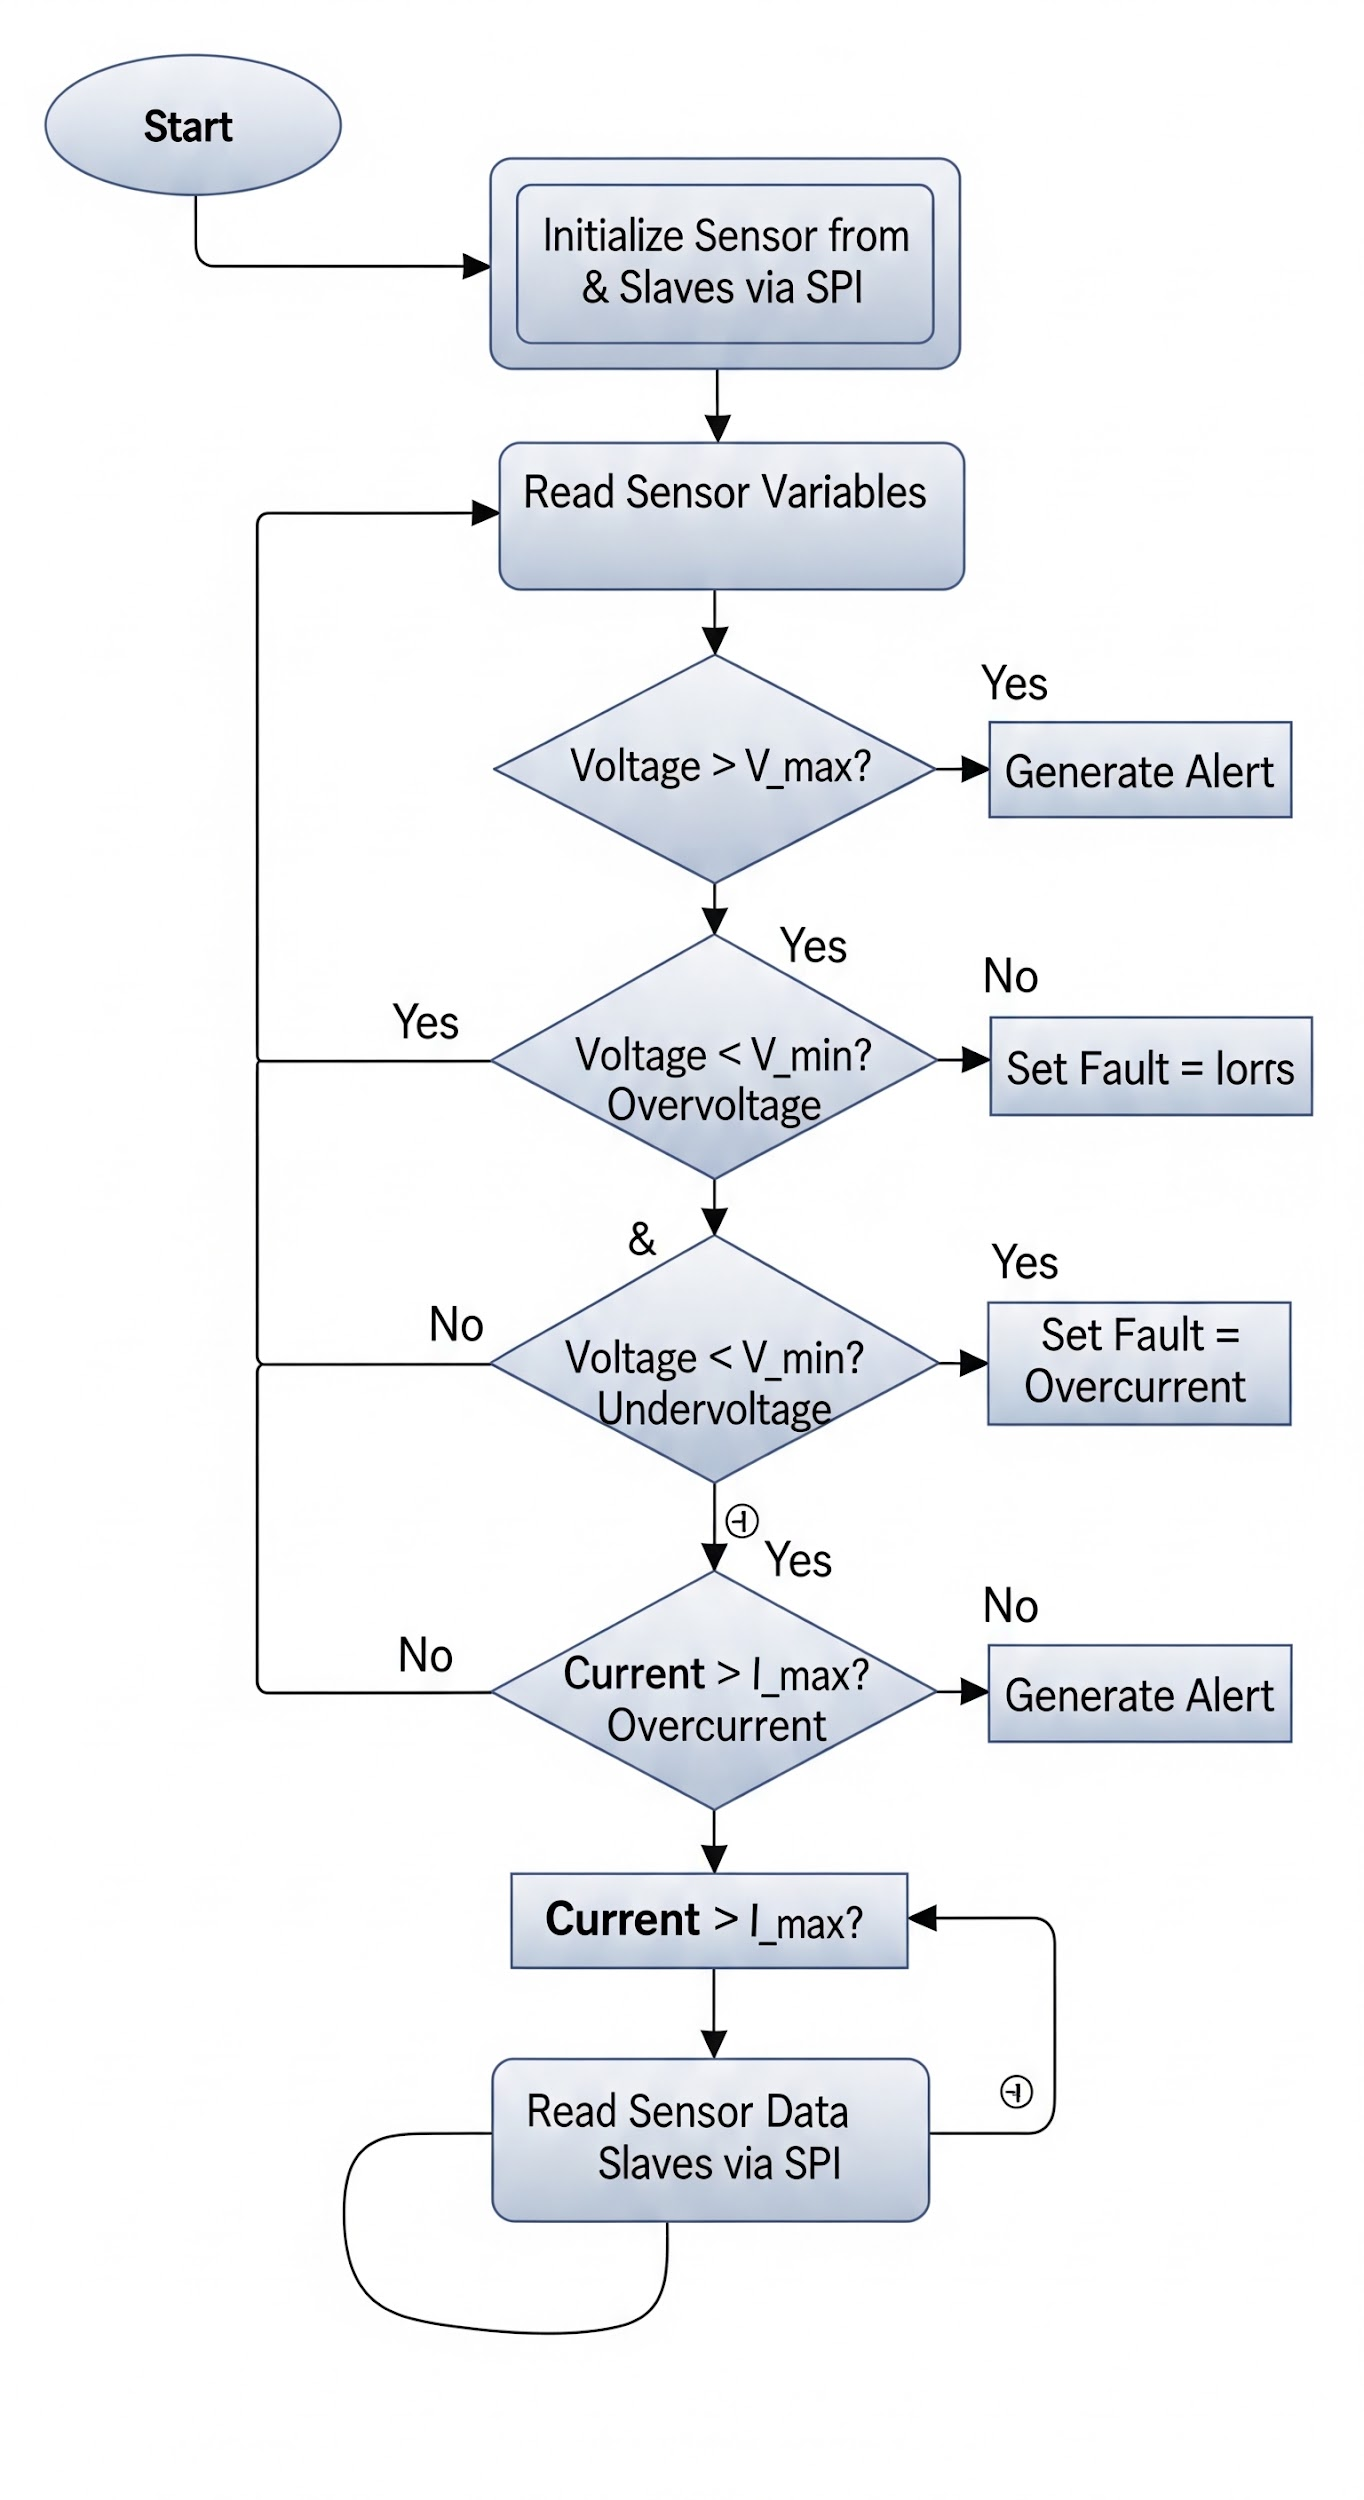 Start
Initialize Sensor from
& Slaves via SPI
Read Sensor Variables
Yes
Voltage > V_max?
Generate Alert
Yes
No
Yes
Voltage < V_min?
Overvoltage
Set Fault = lorrs
&
Yes
No
Set Fault =
Overcurrent
Voltage < V_min?
Undervoltage
Yes
No
No
Current > I_max?
Overcurrent
Generate Alert
Current > I_max?
Read Sensor Data
Slaves via SPI